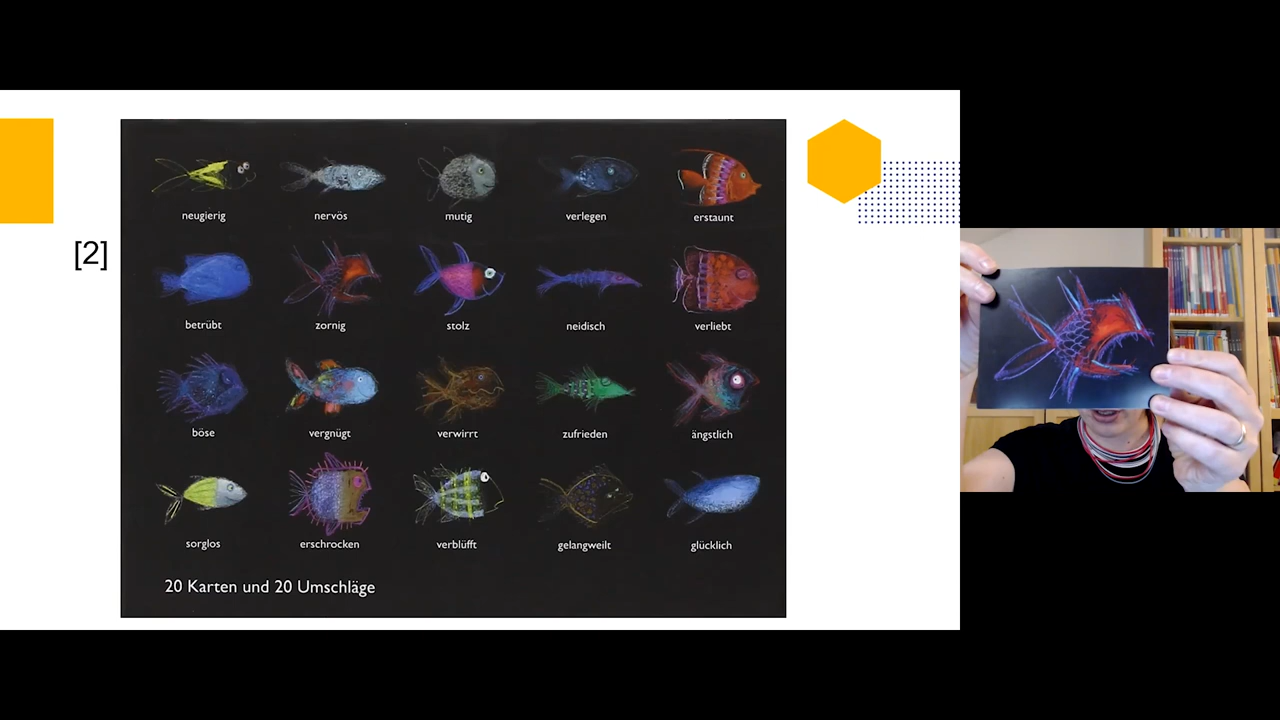 [2]
neugierig nervös mutig verlegen erstaunt
betrübt zornig stolz neidisch verliebt
böse vergnügt verwirrt zufrieden ängstlich
sorglos erschrocken verblüfft gelangweilt glücklich
20 Karten und 20 Umschläge